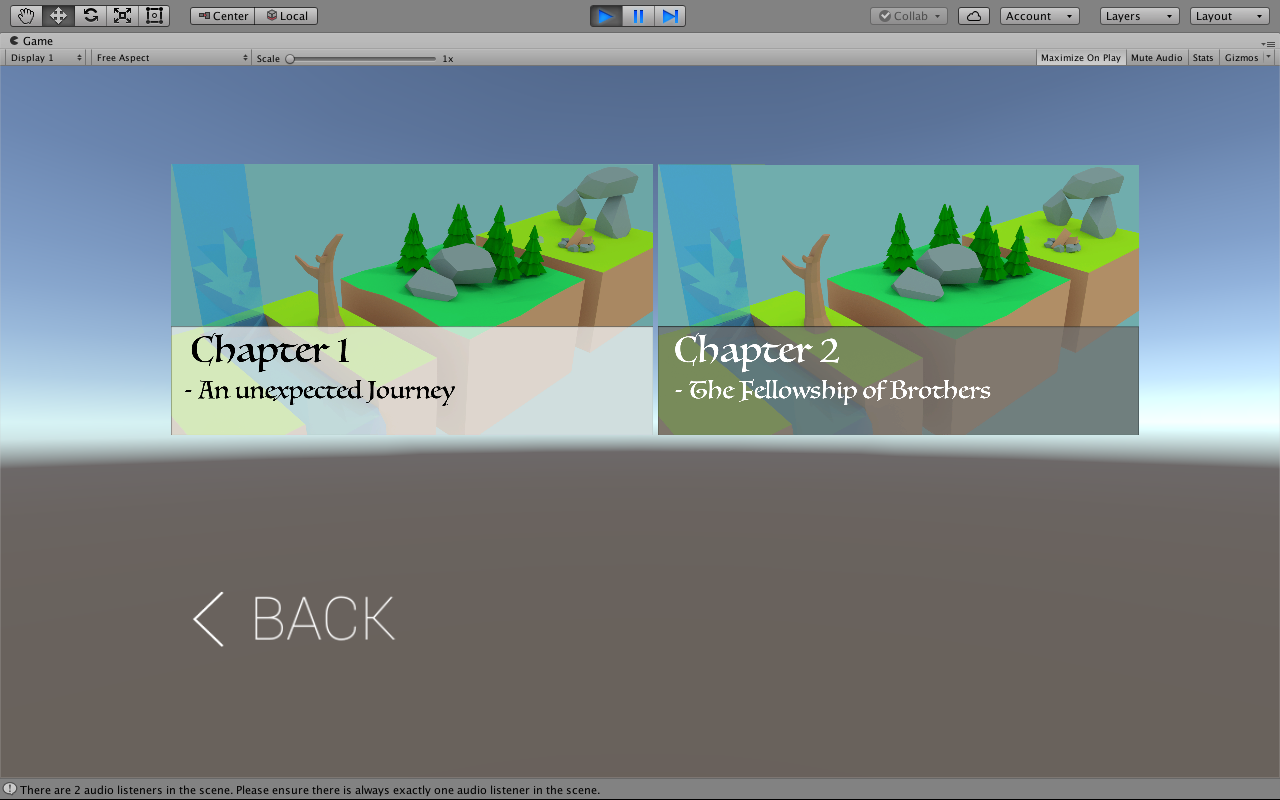 Center Local Collab Account Layers Layout
Game
Display 1 Free Aspect Scale 1x Maximize On Play Mute Audio Stats Gizmos
Chapter 1
- An unexpected Journey
Chapter 2
- The Fellowship of Brothers
BACK
There are 2 audio listeners in the scene. Please ensure there is always exactly one audio listener in the scene.